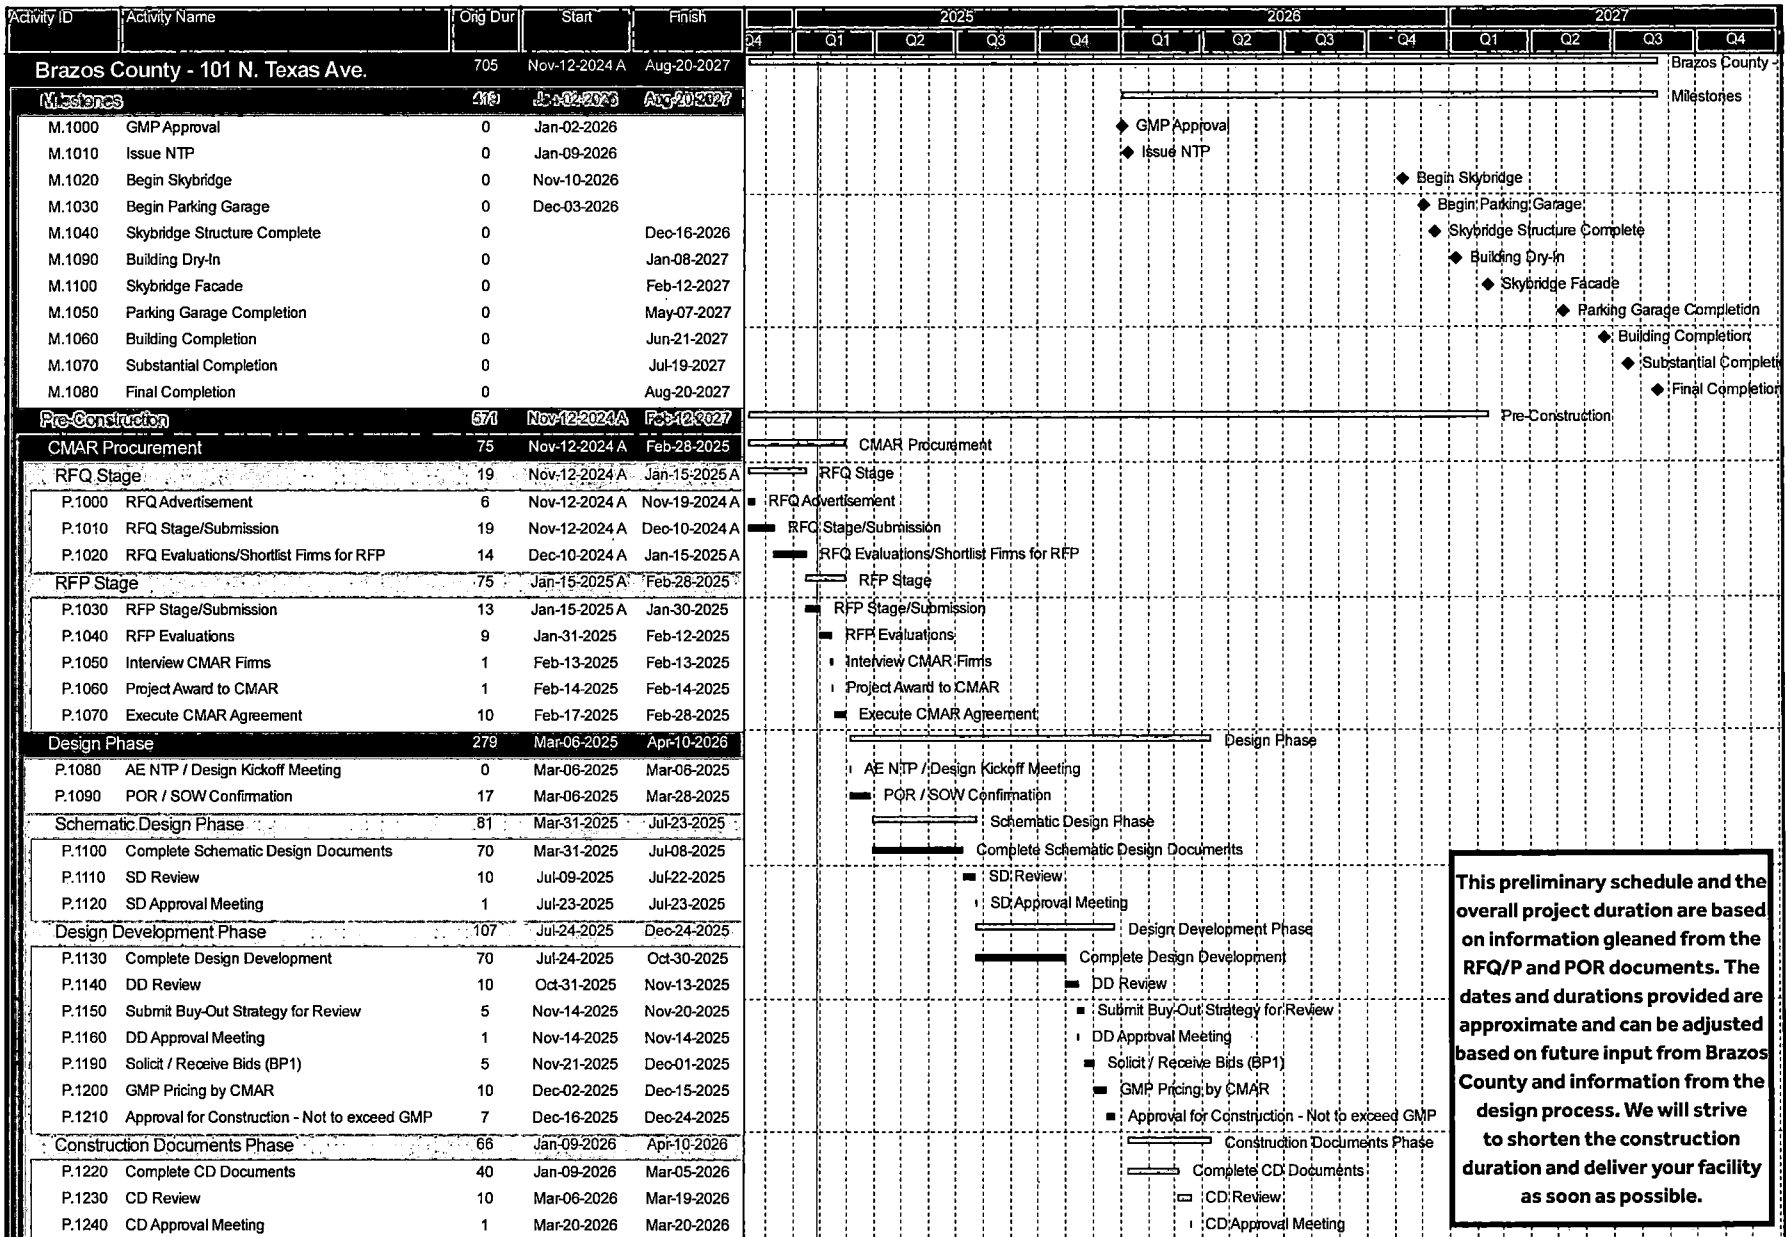 Activity ID Activity Name Orig Dur Start Finish 2025 2026 2027
Q4 Q1 Q2 Q3 Q4 Q1 Q2 Q3 Q4 Q1 Q2 Q3 Q4
Brazos County - 101 N. Texas Ave. 705 Nov-12-2024 A Aug-20-2027 Brazos County -
Milestones 419 Jan-02-2026 Aug-20-2027 Milestones
M.1000 GMP Approval 0 Jan-02-2026 GMP Approval
M.1010 Issue NTP 0 Jan-09-2026 Issue NTP
M.1020 Begin Skybridge 0 Nov-10-2026 Begin Skybridge
M.1030 Begin Parking Garage 0 Dec-03-2026 Begin Parking Garage
M.1040 Skybridge Structure Complete 0 Dec-16-2026 Skybridge Structure Complete
M.1090 Building Dry-In 0 Jan-08-2027 Building Dry-In
M.1100 Skybridge Facade 0 Feb-12-2027 Skybridge Facade
M.1050 Parking Garage Completion 0 May-07-2027 Parking Garage Completion
M.1060 Building Completion 0 Jun-21-2027 Building Completion
M.1070 Substantial Completion 0 Jul-19-2027 Substantial Completi
M.1080 Final Completion 0 Aug-20-2027 Final Completion
Pre-Construction 571 Nov-12-2024 A Feb-12-2027 Pre-Construction
CMAR Procurement 75 Nov-12-2024 A Feb-28-2025 CMAR Procurement
RFQ Stage 19 Nov-12-2024 A Jan-15-2025 A RFQ Stage
P.1000 RFQ Advertisement 6 Nov-12-2024 A Nov-19-2024 A RFQ Advertisement
P.1010 RFQ Stage/Submission 19 Nov-12-2024 A Dec-10-2024 A RFQ Stage/Submission
P.1020 RFQ Evaluations/Shortlist Firms for RFP 14 Dec-10-2024 A Jan-15-2025 A RFQ Evaluations/Shortlist Firms for RFP
RFP Stage 75 Jan-15-2025 A Feb-28-2025 RFP Stage
P.1030 RFP Stage/Submission 13 Jan-15-2025 A Jan-30-2025 RFP Stage/Submission
P.1040 RFP Evaluations 9 Jan-31-2025 Feb-12-2025 RFP Evaluations
P.1050 Interview CMAR Firms 1 Feb-13-2025 Feb-13-2025 Interview CMAR Firms
P.1060 Project Award to CMAR 1 Feb-14-2025 Feb-14-2025 Project Award to CMAR
P.1070 Execute CMAR Agreement 10 Feb-17-2025 Feb-28-2025 Execute CMAR Agreement
Design Phase 279 Mar-06-2025 Apr-10-2026 Design Phase
P.1080 AE NTP / Design Kickoff Meeting 0 Mar-06-2025 Mar-06-2025 AE NTP / Design Kickoff Meeting
P.1090 POR / SOW Confirmation 17 Mar-06-2025 Mar-28-2025 POR / SOW Confirmation
Schematic Design Phase 81 Mar-31-2025 Jul-23-2025 Schematic Design Phase
P.1100 Complete Schematic Design Documents 70 Mar-31-2025 Jul-08-2025 Complete Schematic Design Documents
P.1110 SD Review 10 Jul-09-2025 Jul-22-2025 SD Review
P.1120 SD Approval Meeting 1 Jul-23-2025 Jul-23-2025 SD Approval Meeting
Design Development Phase 107 Jul-24-2025 Dec-24-2025 Design Development Phase
P.1130 Complete Design Development 70 Jul-24-2025 Oct-30-2025 Complete Design Development
P.1140 DD Review 10 Oct-31-2025 Nov-13-2025 DD Review
P.1150 Submit Buy-Out Strategy for Review 5 Nov-14-2025 Nov-20-2025 Submit Buy-Out Strategy for Review
P.1160 DD Approval Meeting 1 Nov-14-2025 Nov-14-2025 DD Approval Meeting
P.1190 Solicit / Receive Bids (BP1) 5 Nov-21-2025 Dec-01-2025 Solicit / Receive Bids (BP1)
P.1200 GMP Pricing by CMAR 10 Dec-02-2025 Dec-15-2025 GMP Pricing by CMAR
P.1210 Approval for Construction - Not to exceed GMP 7 Dec-16-2025 Dec-24-2025 Approval for Construction - Not to exceed GMP
Construction Documents Phase 66 Jan-09-2026 Apr-10-2026 Construction Documents Phase
P.1220 Complete CD Documents 40 Jan-09-2026 Mar-05-2026 Complete CD Documents
P.1230 CD Review 10 Mar-06-2026 Mar-19-2026 CD Review
P.1240 CD Approval Meeting 1 Mar-20-2026 Mar-20-2026 CD Approval Meeting
This preliminary schedule and the
overall project duration are based
on information gleaned from the
RFQ/P and POR documents. The
dates and durations provided are
approximate and can be adjusted
based on future input from Brazos
County and information from the
design process. We will strive
to shorten the construction
duration and deliver your facility
as soon as possible.